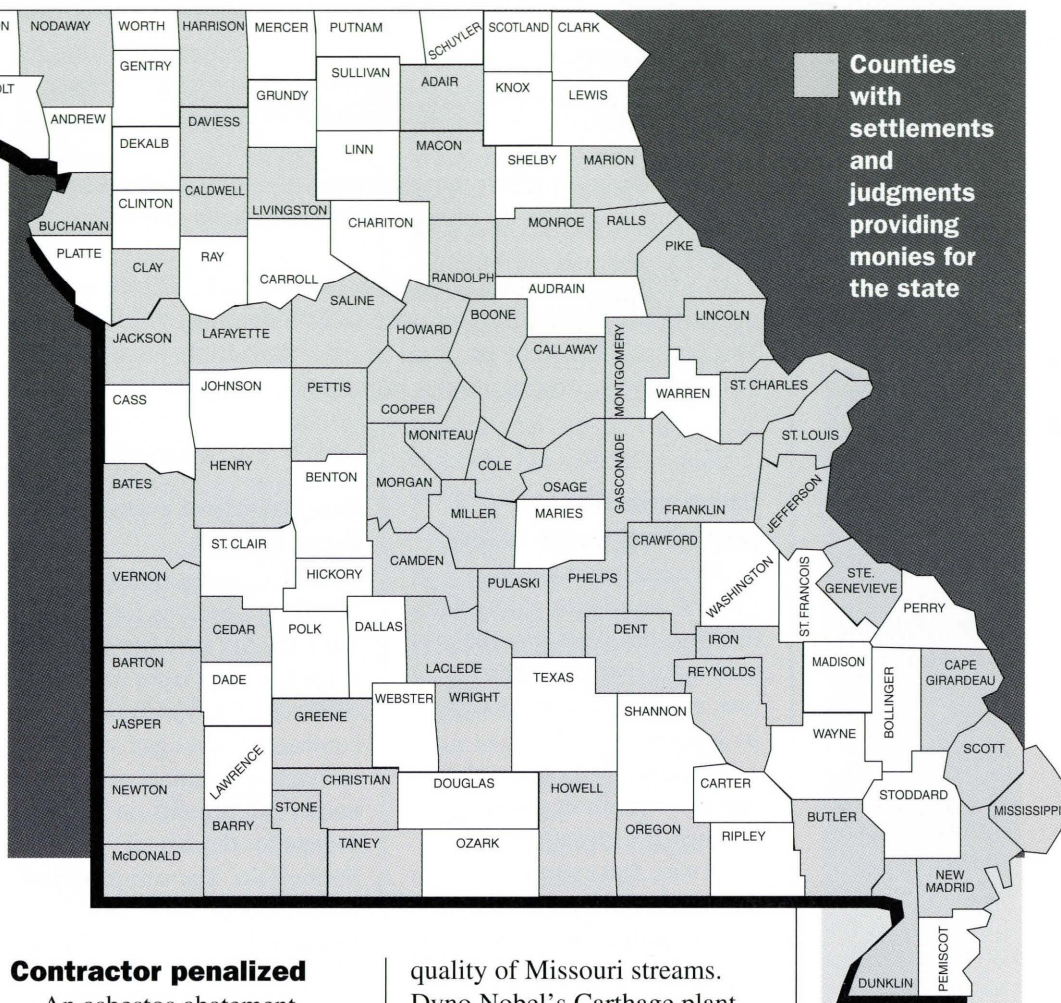 N
NODAWAY
WORTH
HARRISON
MERCER
PUTNAM
SCHUYLER
SCOTLAND
CLARK
GENTRY
SULLIVAN
ADAIR
KNOX
LEWIS
OLT
ANDREW
DEKALB
DAVIESS
GRUNDY
LINN
MACON
SHELBY
MARION
BUCHANAN
CLINTON
CALDWELL
LIVINGSTON
CHARITON
MONROE
RALLS
PIKE
PLATTE
CLAY
RAY
CARROLL
SALINE
RANDOLPH
AUDRAIN
JACKSON
LAFAYETTE
HOWARD
BOONE
CALLAWAY
MONTGOMERY
LINCOLN
CASS
JOHNSON
PETTIS
COOPER
WARREN
ST. CHARLES
MONITEAU
ST. LOUIS
BATES
HENRY
BENTON
MORGAN
COLE
OSAGE
GASCONADE
FRANKLIN
JEFFERSON
MILLER
MARIES
ST. CLAIR
CRAWFORD
VERNON
HICKORY
CAMDEN
PULASKI
PHELPS
WASHINGTON
ST. FRANCOIS
STE.
GENEVIEVE
PERRY
CEDAR
POLK
DALLAS
LACLEDE
DENT
IRON
BARTON
DADE
WEBSTER
WRIGHT
TEXAS
REYNOLDS
MADISON
BOLLINGER
CAPE
GIRARDEAU
JASPER
LAWRENCE
GREENE
SHANNON
WAYNE
SCOTT
NEWTON
CHRISTIAN
DOUGLAS
HOWELL
CARTER
STODDARD
MISSISSIPPI
BARRY
STONE
TANEY
OZARK
OREGON
RIPLEY
BUTLER
McDONALD
NEW
MADRID
DUNKLIN
PEMISCOT
Counties
with
settlements
and
judgments
providing
monies for
the state
Contractor penalized
An asbestos abatement
quality of Missouri streams.
Dyno Nobel's Carthage plant